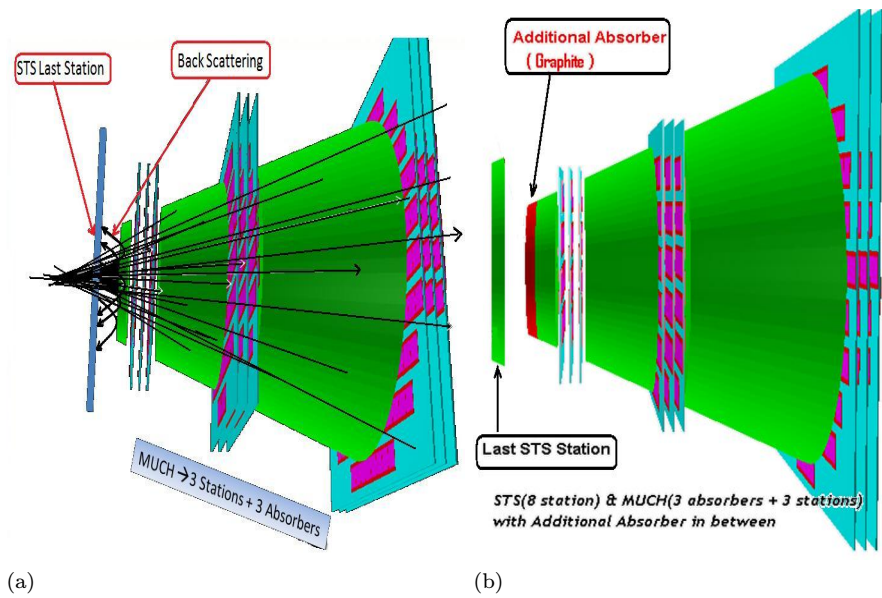 STS Last Station
Back Scattering
MUCH→3 Stations + 3 Absorbers
(a)
Additional Absorber
( Graphite )
Last STS Station
STS(8 station) & MUCH(3 absorbers + 3 stations)
with Additional Absorber in between
(b)